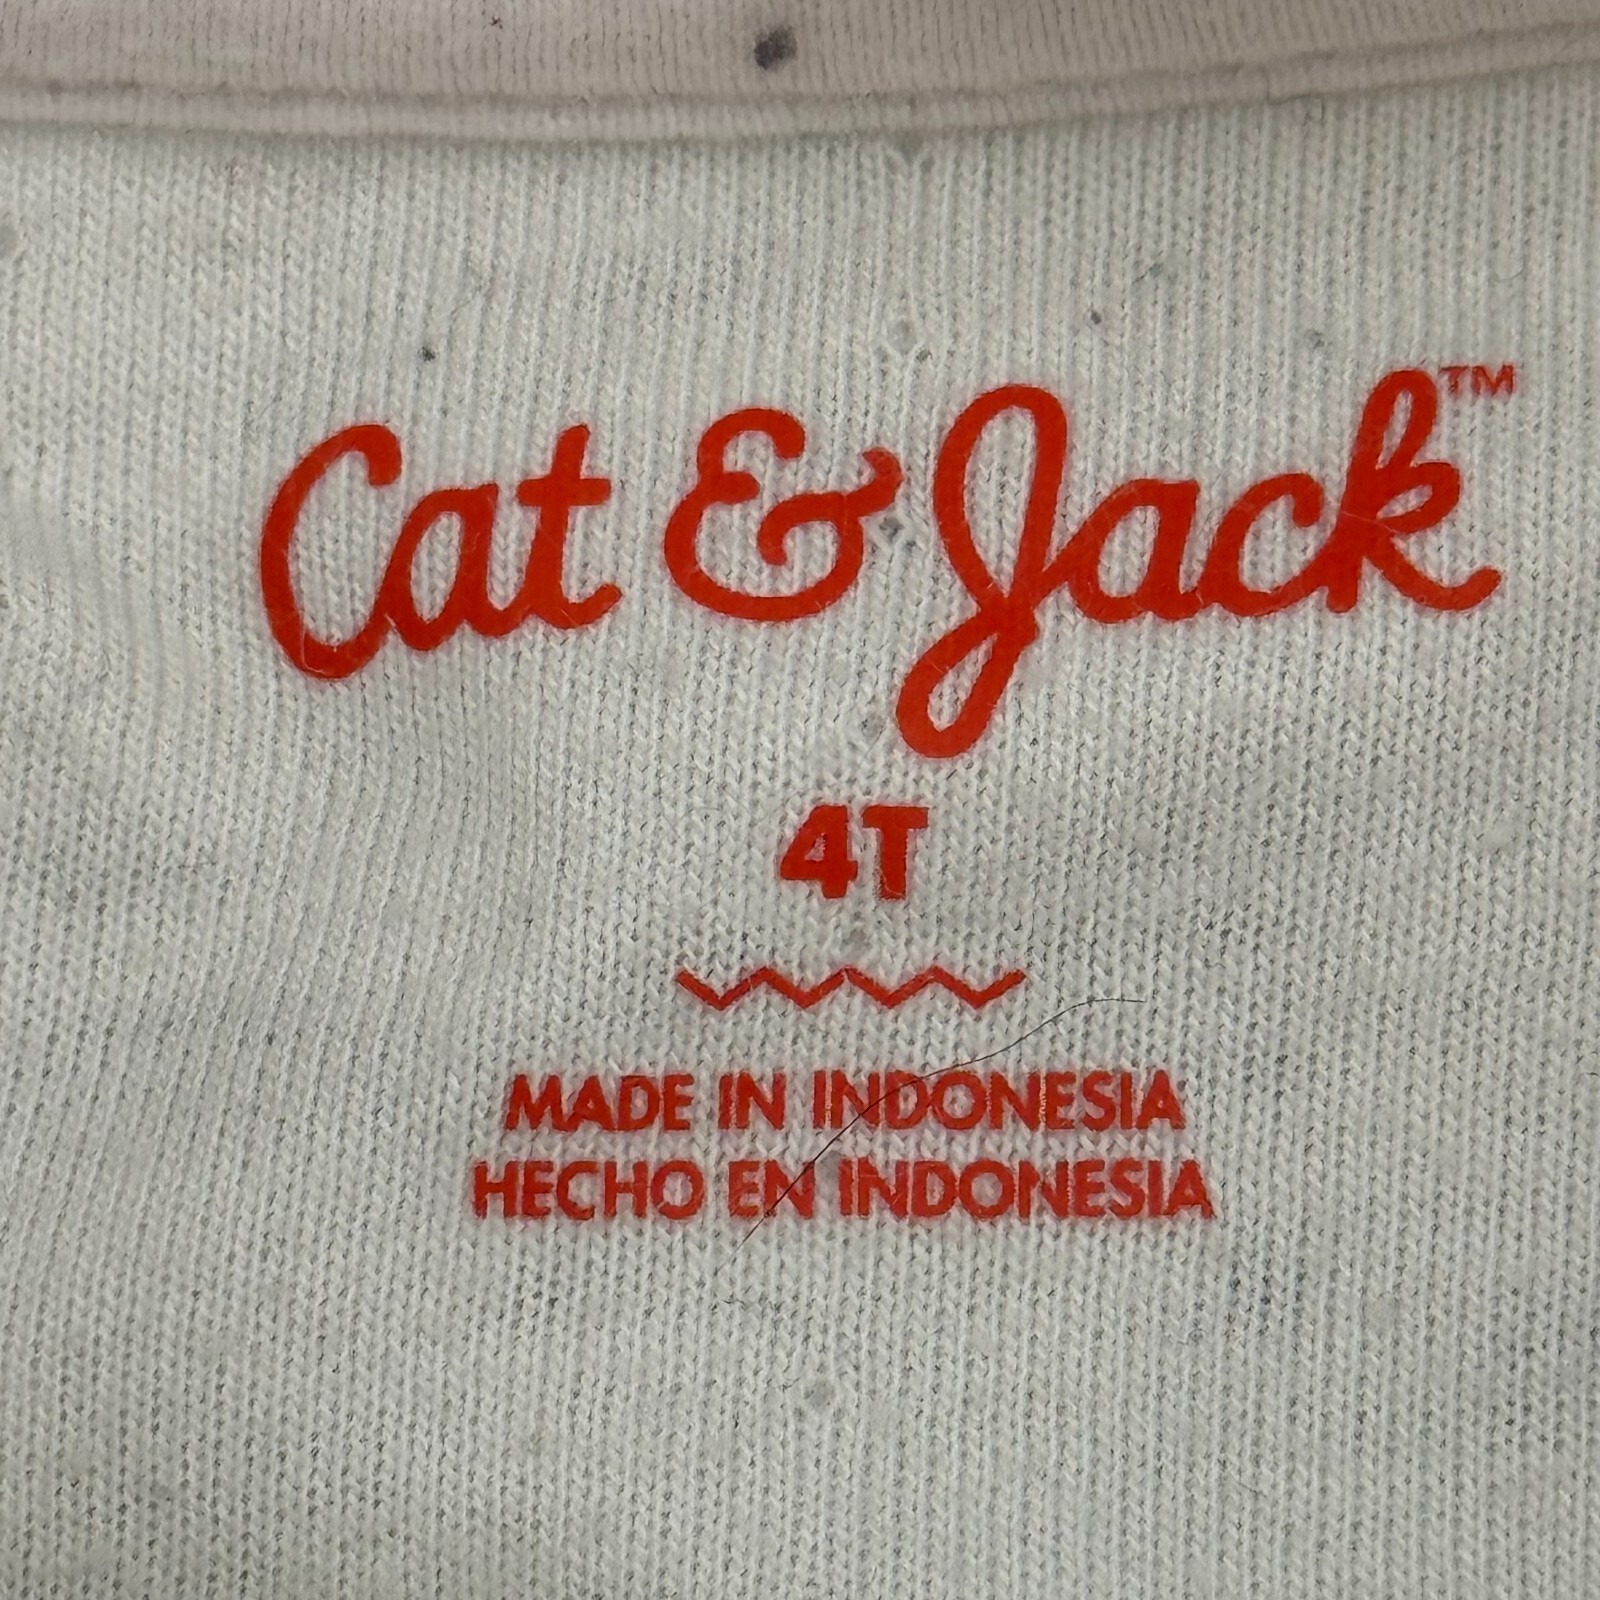 Cat & Jack™
4T
MADE IN INDONESIA
HECHO EN INDONESIA